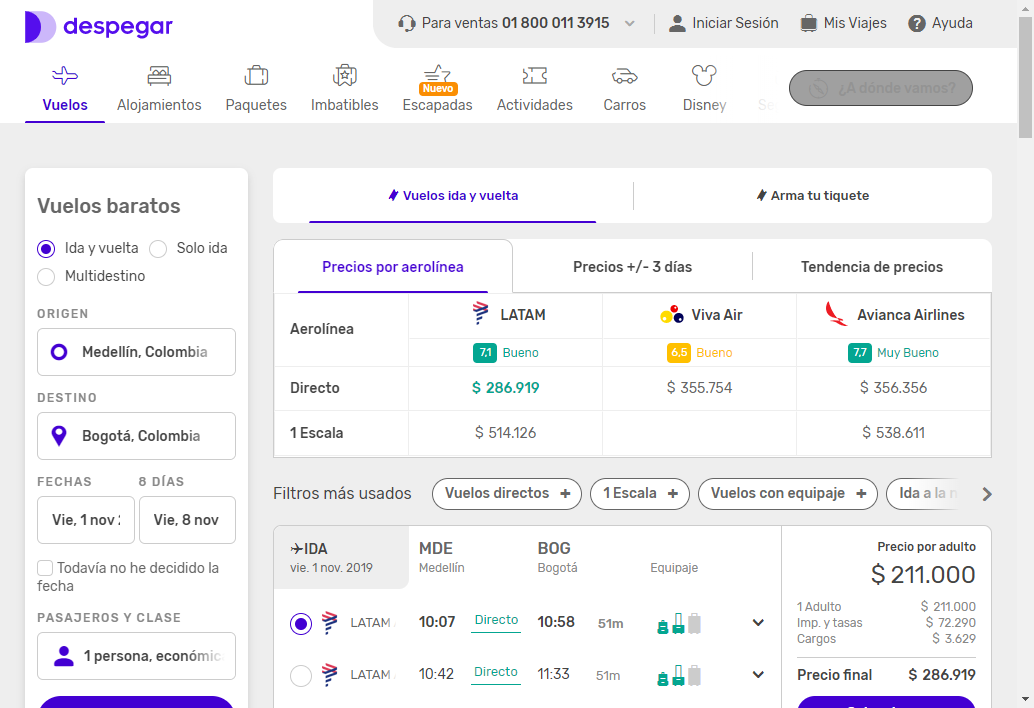 despegar
Para ventas 01 800 011 3915
Iniciar Sesión
Mis Viajes
Ayuda
Vuelos
Alojamientos
Paquetes
Imbatibles
Nuevo
Escapadas
Actividades
Carros
Disney
¿A dónde vamos?
Vuelos baratos
Ida y vuelta
Solo ida
Multidestino
ORIGEN
Medellín, Colombia
DESTINO
Bogotá, Colombia
FECHAS
8 DÍAS
Vie, 1 nov
Vie, 8 nov
Todavía no he decidido la
fecha
PASAJEROS Y CLASE
1 persona, económic
Vuelos ida y vuelta
Arma tu tiquete
Precios por aerolínea
Precios +/- 3 días
Tendencia de precios
Aerolínea
LATAM
Viva Air
Avianca Airlines
7,1 Bueno
6,5 Bueno
7,7 Muy Bueno
Directo
$ 286.919
$ 355.754
$ 356.356
1 Escala
$ 514.126
$ 538.611
Filtros más usados
Vuelos directos +
1 Escala +
Vuelos con equipaje +
Ida a la
IDA
vie. 1 nov. 2019
MDE
Medellín
BOG
Bogotá
Equipaje
LATAM
10:07
Directo
10:58
51m
LATAM
10:42
Directo
11:33
51m
Precio por adulto
$ 211.000
1 Adulto
$ 211.000
Imp. y tasas
$ 72.290
Cargos
$ 3.629
Precio final
$ 286.919